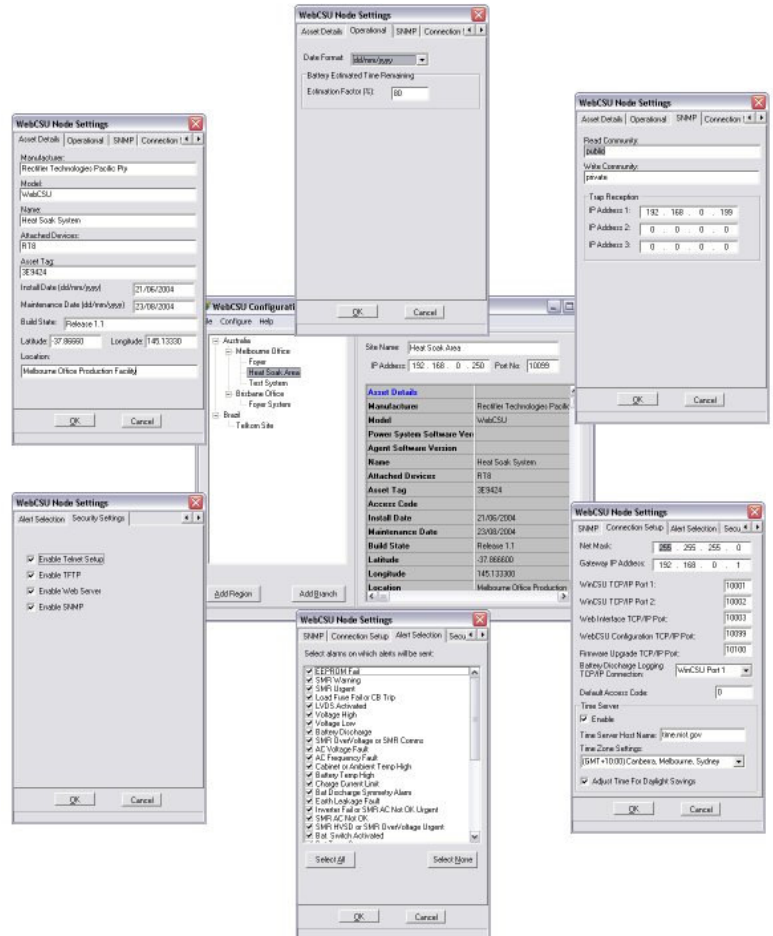 WebCSU Node Settings
Asset Details Operational SNMP Connection
Date Format: dd/mm/yyyy
Battery Estimated Time Remaining
Estimation Factor (%): 80
OK Cancel
WebCSU Node Settings
Asset Details Operational SNMP Connection
Manufacturer:
Rectifier Technologies Pacific Pty
Model:
WebCSU
Name:
Heat Soak System
Attached Devices:
RT8
Asset Tag:
3E9424
Install Date (dd/mm/yyyy) 21/06/2004
Maintenance Date (dd/mm/yyyy) 23/08/2004
Build State: Release 1.1
Latitude: -37.86660 Longitude: 145.13330
Location:
Melbourne Office Production Facility
OK Cancel
WebCSU Node Settings
Asset Details Operational SNMP Connection
Read Community:
public
Write Community:
private
Trap Reception
IP Address 1: 192 . 168 . 0 . 199
IP Address 2: 0 . 0 . 0 . 0
IP Address 3: 0 . 0 . 0 . 0
OK Cancel
WebCSU Configurati
Configure Help
Australia
Melbourne Office
Foyer
Heat Soak Area
Test System
Brisbane Office
Foyer System
Brazil
Telkom Site
Add Region Add Branch
Site Name: Heat Soak Area
IP Address: 192 . 168 . 0 . 250 Port No: 10099
Asset Details
Manufacturer Rectifier Technologies Pacific
Model WebCSU
Power System Software Ver
Agent Software Version
Name Heat Soak System
Attached Devices RT8
Asset Tag 3E9424
Access Code
Install Date 21/06/2004
Maintenance Date 23/08/2004
Build State Release 1.1
Latitude -37.866600
Longitude 145.133300
Location Melbourne Office Production
WebCSU Node Settings
Alert Selection Security Settings
Enable Telnet Setup
Enable TFTP
Enable Web Server
Enable SNMP
OK Cancel
WebCSU Node Settings
SNMP Connection Setup Alert Selection Secu
Select alarms on which alerts will be sent:
EEPROM Fail
SMR Warning
SMR Urgent
Load Fuse Fail or CB Trip
LVDS Activated
Voltage High
Voltage Low
Battery Discharge
SMR OverVoltage or SMR Comms
AC Voltage Fault
AC Frequency Fault
Cabinet or Ambient Temp High
Battery Temp High
Charge Current Limit
Bat Discharge Symmetry Alarm
Earth Leakage Fault
Inverter Fail or SMR AC Not OK Urgent
SMR AC Not OK
SMR HVSD or SMR OverVoltage Urgent
Bat. Switch Activated
Select All Select None
OK Cancel
WebCSU Node Settings
SNMP Connection Setup Alert Selection Secu
Net Mask: 255 . 255 . 255 . 0
Gateway IP Address: 192 . 168 . 0 . 1
WinCSU TCP/IP Port 1: 10001
WinCSU TCP/IP Port 2: 10002
Web Interface TCP/IP Port: 10003
WebCSU Configuration TCP/IP Port: 10099
Firmware Upgrade TCP/IP Port: 10100
Battery Discharge Logging TCP/IP Connection: WinCSU Port 1
Default Access Code: 0
Time Server
Enable
Time Server Host Name: time.nist.gov
Time Zone Settings:
(GMT+10:00) Canberra, Melbourne, Sydney
Adjust Time For Daylight Savings
OK Cancel